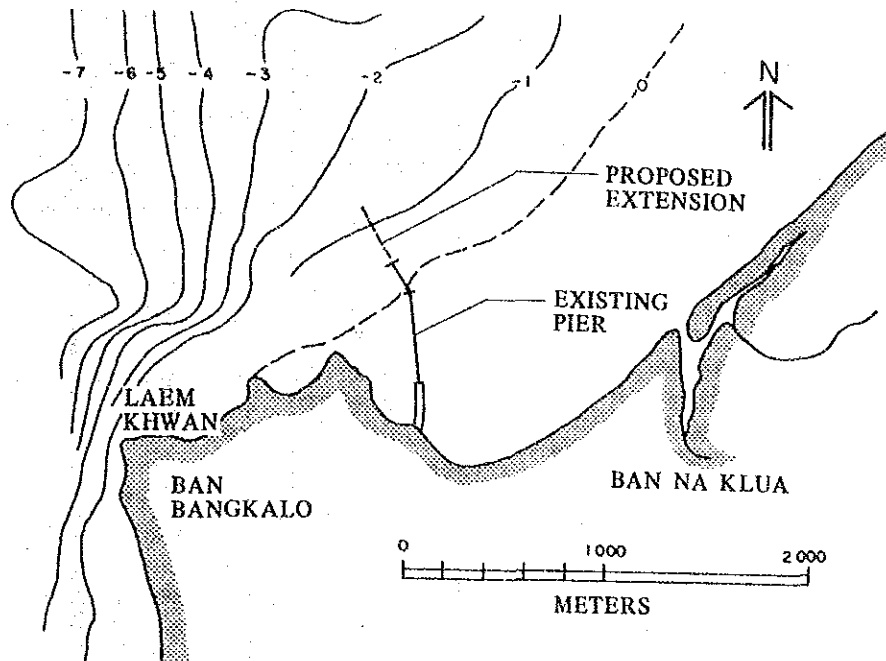 -7 -6 -5 -4 -3 -2 -1 0
N
PROPOSED
EXTENSION
EXISTING
PIER
LAEM
KHWAN
BAN
BANGKALO
BAN NA KLUA
0 1000 2000
METERS